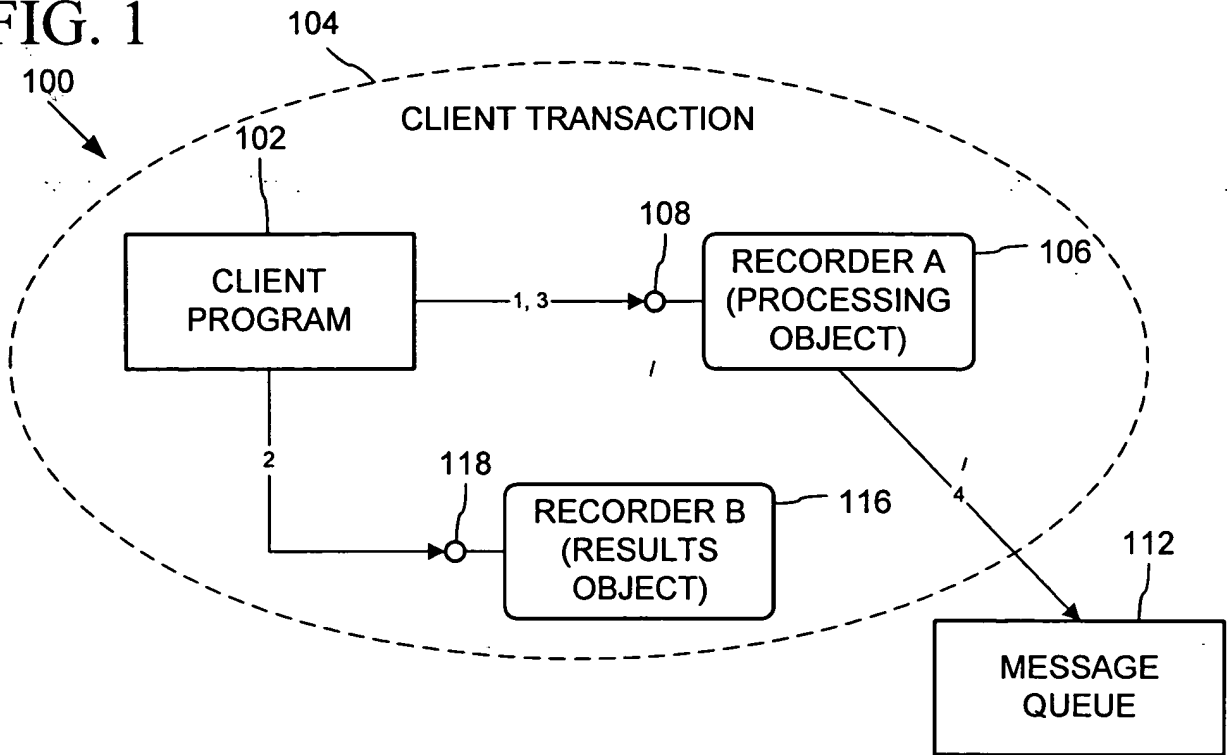 FIG. 1
104
100
CLIENT TRANSACTION
102
108
106
CLIENT
PROGRAM
1, 3
RECORDER A
(PROCESSING
OBJECT)
2
118
116
RECORDER B
(RESULTS
OBJECT)
4
112
MESSAGE
QUEUE